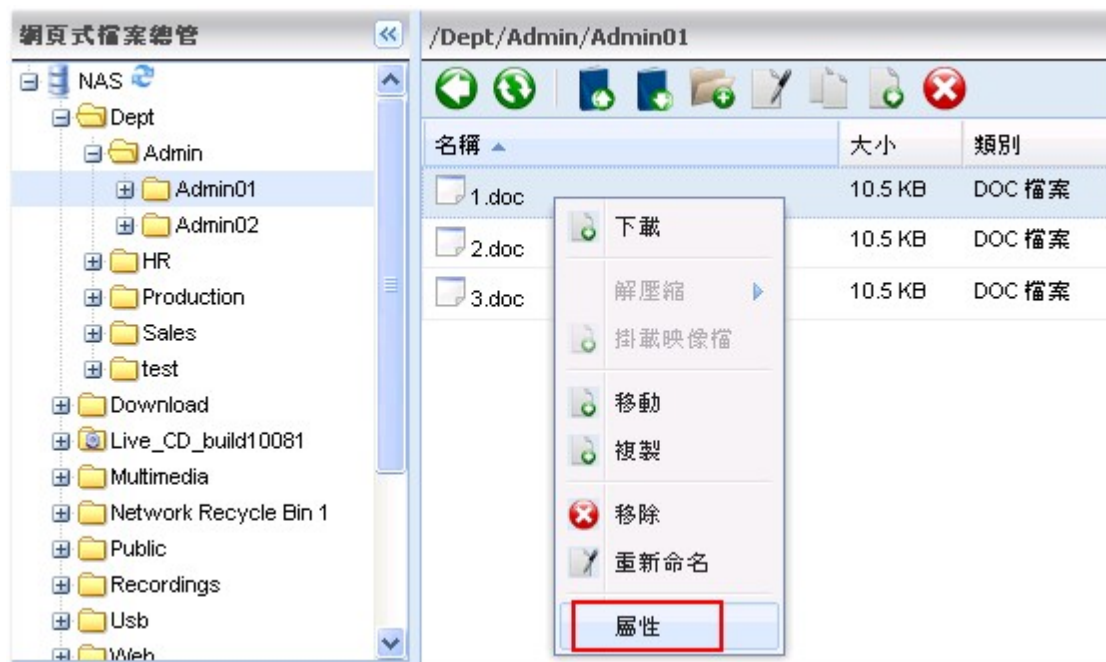 網頁式檔案總管
/Dept/Admin/Admin01
NAS
Dept
Admin
Admin01
Admin02
HR
Production
Sales
test
Download
Live_CD_build10081
Multimedia
Network Recycle Bin 1
Public
Recordings
Usb
Web
名稱 大小 類別
1.doc 10.5 KB DOC 檔案
2.doc 10.5 KB DOC 檔案
3.doc 10.5 KB DOC 檔案
下載
解壓縮
掛載映像檔
移動
複製
移除
重新命名
屬性